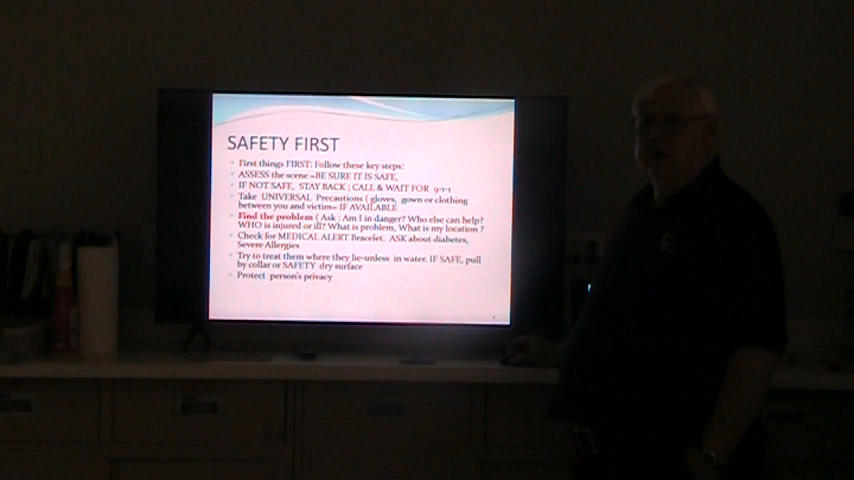 SAFETY FIRST
First things FIRST: Follow these key steps:
ASSESS the scene –BE SURE IT IS SAFE,
IF NOT SAFE, STAY BACK ; CALL & WAIT FOR 9-1-1
Take UNIVERSAL Precautions ( gloves, gown or clothing
between you and victim= IF AVAILABLE
Find the problem ( Ask : Am I in danger? Who else can help?
WHO is injured or ill? What is problem, What is my location ?
Check for MEDICAL ALERT Bracelet. ASK about diabetes,
Severe Allergies
Try to treat them where they lie-unless in water. IF SAFE, pull
by collar or SAFETY dry surface
Protect person's privacy